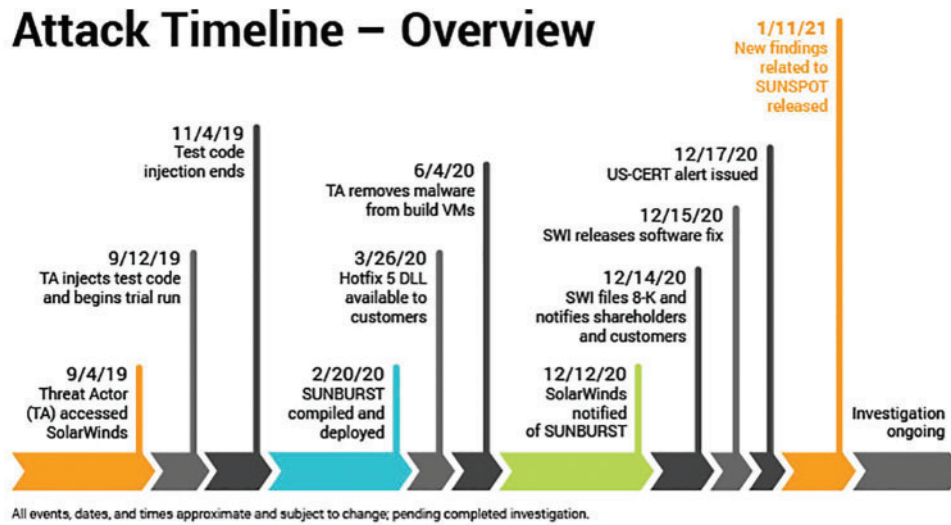 Attack Timeline – Overview
9/4/19
Threat Actor
(TA) accessed
SolarWinds
9/12/19
TA injects test code
and begins trial run
11/4/19
Test code
injection ends
2/20/20
SUNBURST
compiled and
deployed
3/26/20
Hotfix 5 DLL
available to
customers
6/4/20
TA removes malware
from build VMs
12/12/20
SolarWinds
notified
of SUNBURST
12/14/20
SWI files 8-K and
notifies shareholders
and customers
12/15/20
SWI releases software fix
12/17/20
US-CERT alert issued
1/11/21
New findings
related to
SUNSPOT
released
Investigation
ongoing
All events, dates, and times approximate and subject to change; pending completed investigation.